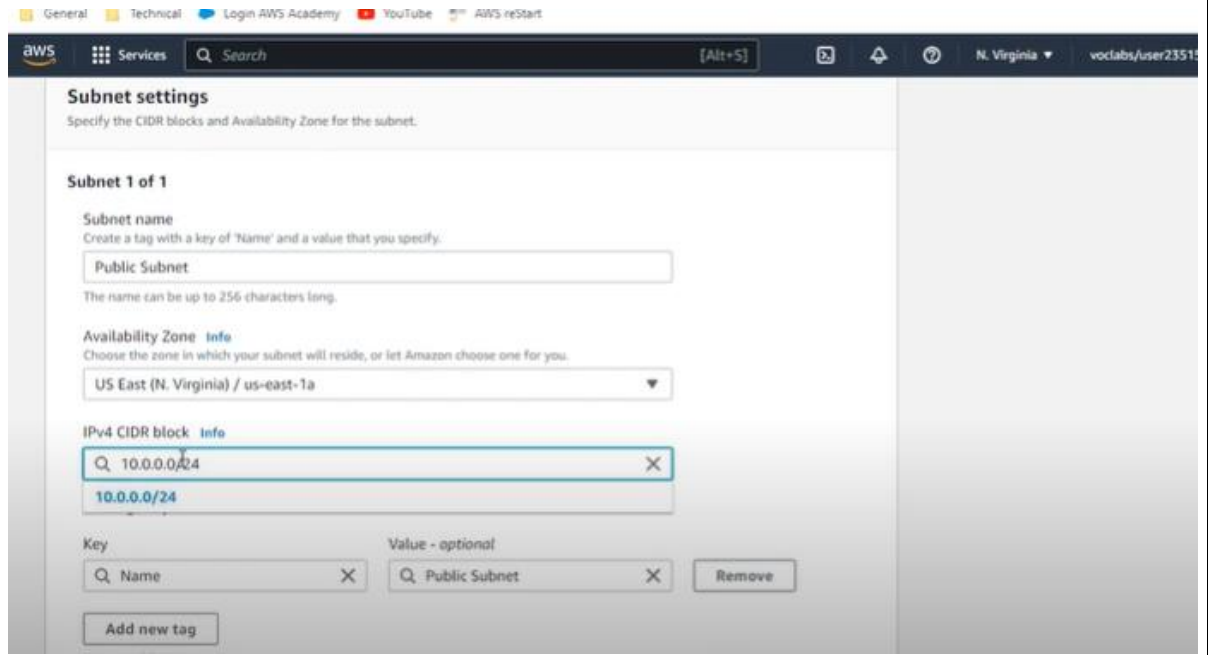 General Technical Login AWS Academy YouTube AWS reStart
aws Services Search [Alt+S] N. Virginia voclabs/user23515
Subnet settings
Specify the CIDR blocks and Availability Zone for the subnet.
Subnet 1 of 1
Subnet name
Create a tag with a key of 'Name' and a value that you specify.
Public Subnet
The name can be up to 256 characters long.
Availability Zone Info
Choose the zone in which your subnet will reside, or let Amazon choose one for you.
US East (N. Virginia) / us-east-1a
IPv4 CIDR block Info
10.0.0.0/24
10.0.0.0/24
Key Value - optional
Name Public Subnet Remove
Add new tag